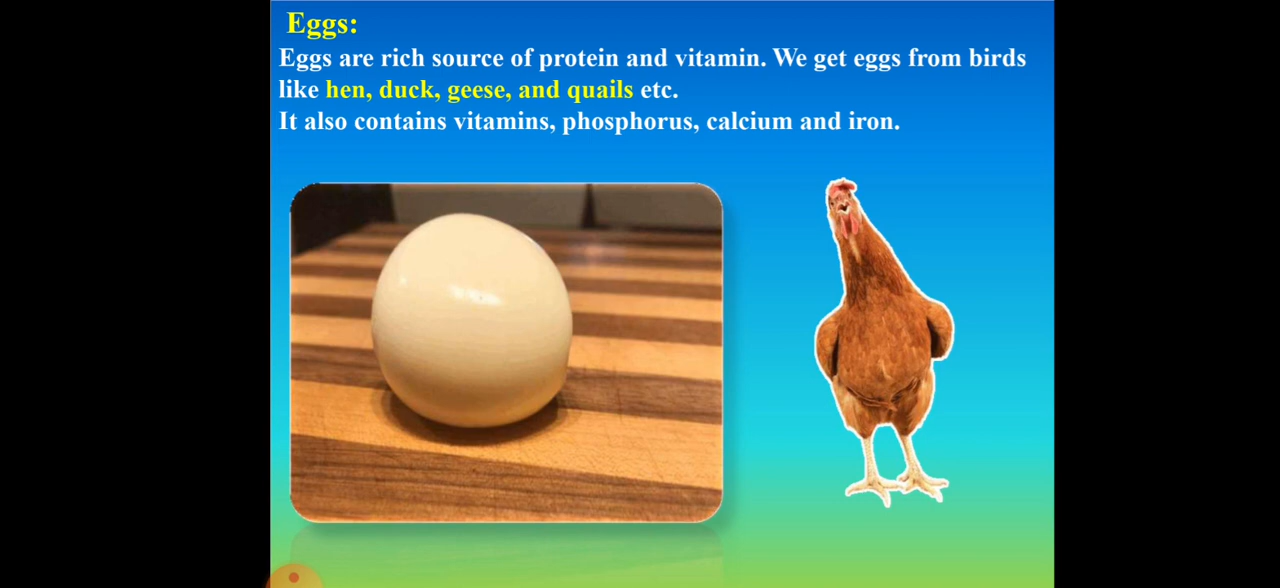 Eggs:
Eggs are rich source of protein and vitamin. We get eggs from birds
like hen, duck, geese, and quails etc.
It also contains vitamins, phosphorus, calcium and iron.